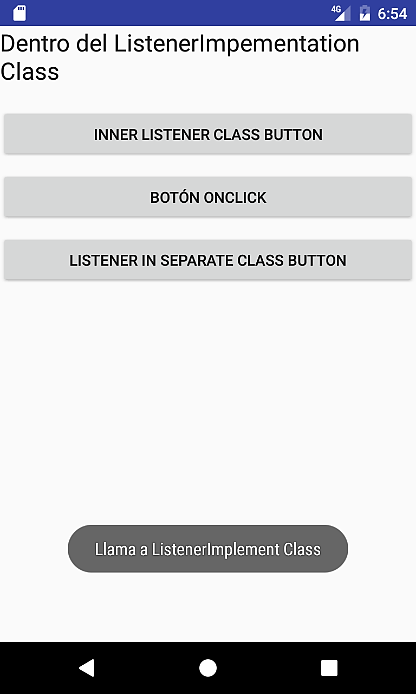 4G 6:54
Dentro del ListenerImpementation
Class
INNER LISTENER CLASS BUTTON
BOTÓN ONCLICK
LISTENER IN SEPARATE CLASS BUTTON
Llama a ListenerImplement Class